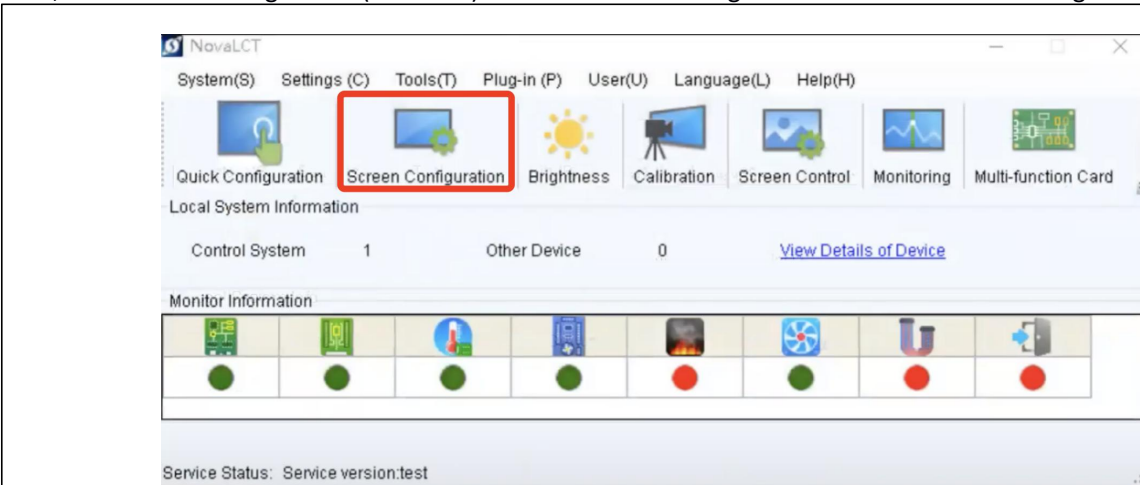 NovaLCT
System(S) Settings (C) Tools(T) Plug-in (P) User(U) Language(L) Help(H)
Quick Configuration Screen Configuration Brightness Calibration Screen Control Monitoring Multi-function Card
Local System Information
Control System 1 Other Device 0 View Details of Device
Monitor Information
Service Status: Service version:test